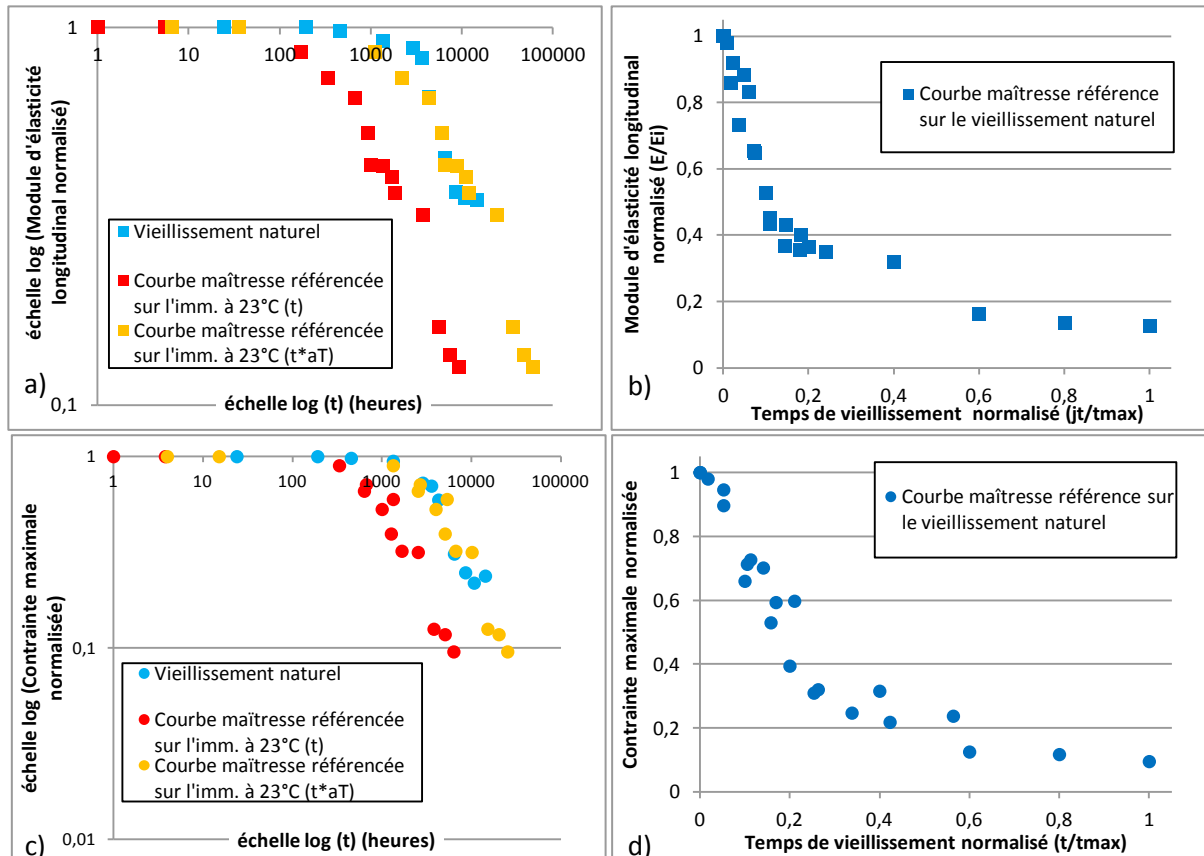 a)
échelle log (Module d'élasticité
longitudinal normalisé)
1
0,1
1 10 100 1000 10000 100000
Vieillissement naturel
Courbe maîtresse référencée
sur l'imm. à 23°C (t)
Courbe maîtresse référencée
sur l'imm. à 23°C (t*aT)
échelle log (t) (heures)
b)
Module d'élasticité longitudinal
normalisé (E/Ei)
1
0,8
0,6
0,4
0,2
0
0 0,2 0,4 0,6 0,8 1
Courbe maîtresse référence
sur le vieillissement naturel
Temps de vieillissement normalisé (jt/tmax)
c)
échelle log (Contrainte maximale
normalisée)
1
0,1
0,01
1 10 100 1000 10000 100000
Vieillissement naturel
Courbe maïtresse référencée
sur l'imm. à 23°C (t)
Courbe maïtresse référencée
sur l'imm. à 23°C (t*aT)
échelle log (t) (heures)
d)
Contrainte maximale normalisée
1
0,8
0,6
0,4
0,2
0
0 0,2 0,4 0,6 0,8 1
Courbe maîtresse référence sur
le vieillissement naturel
Temps de vieillissement normalisé (t/tmax)